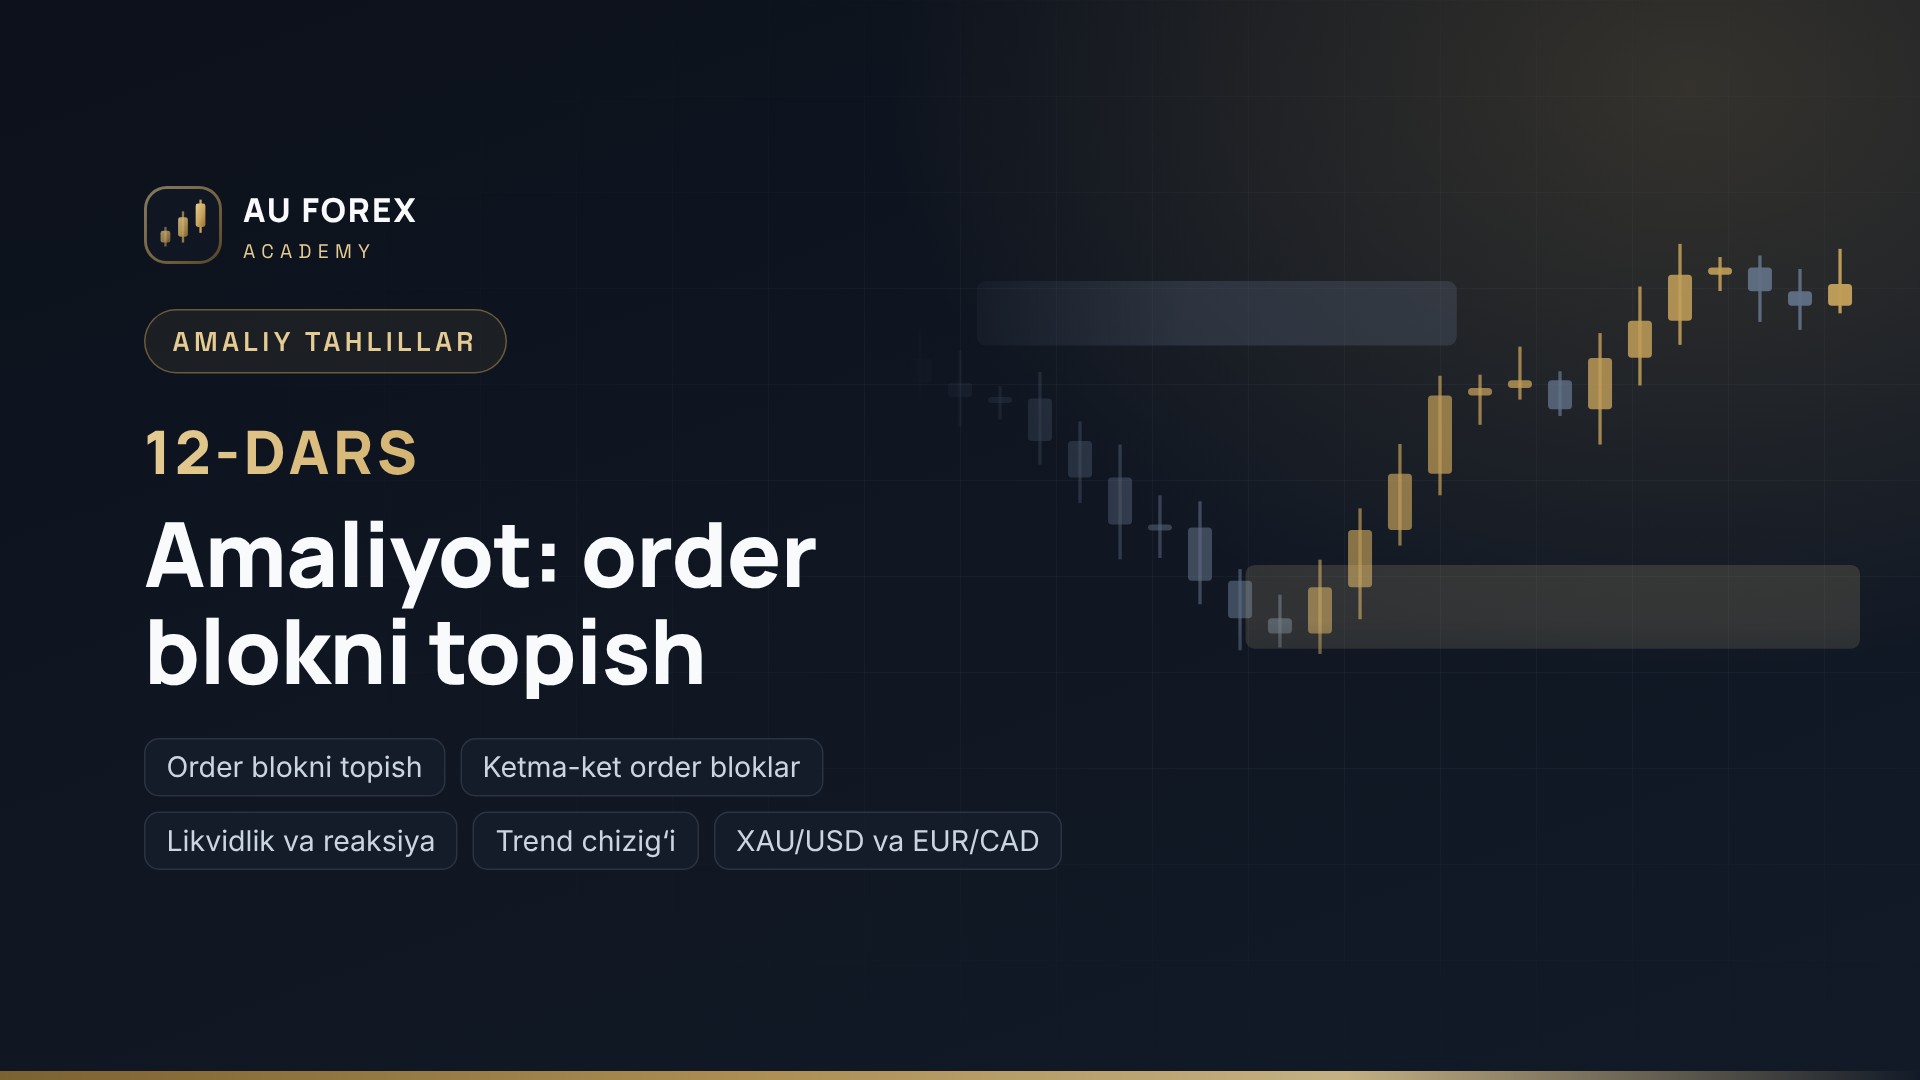 AU FOREX
ACADEMY
AMALIY TAHLILLAR
12-DARS
Amaliyot: order
blokni topish
Order blokni topish
Ketma-ket order bloklar
Likvidlik va reaksiya
Trend chizig‘i
XAU/USD va EUR/CAD